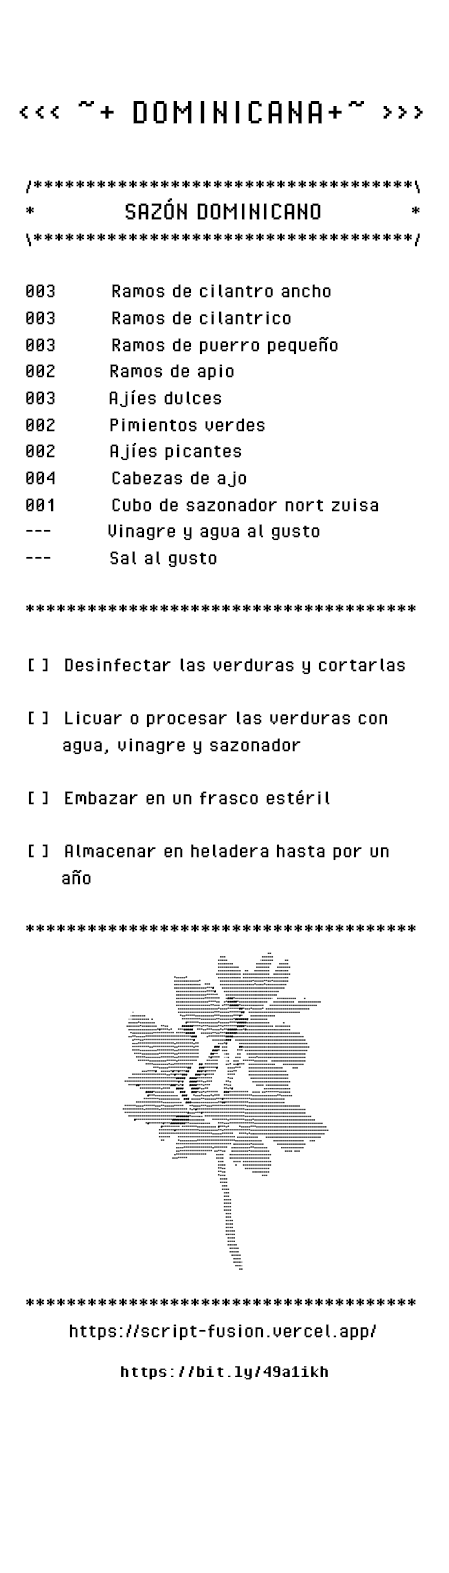 <<< ~+ DOMINICANA+~ >>>
/************************************\
* SAZÓN DOMINICANO *
\************************************/
003 Ramos de cilantro ancho
003 Ramos de cilantrico
003 Ramos de puerro pequeño
002 Ramos de apio
003 Ajíes dulces
002 Pimientos verdes
002 Ajíes picantes
004 Cabezas de ajo
001 Cubo de sazonador nort zuisa
--- Vinagre y agua al gusto
--- Sal al gusto
**************************************
[ ] Desinfectar las verduras y cortarlas
[ ] Licuar o procesar las verduras con
agua, vinagre y sazonador
[ ] Embazar en un frasco estéril
[ ] Almacenar en heladera hasta por un
año
**************************************
**************************************
https://script-fusion.vercel.app/
https://bit.ly/49a1ikh